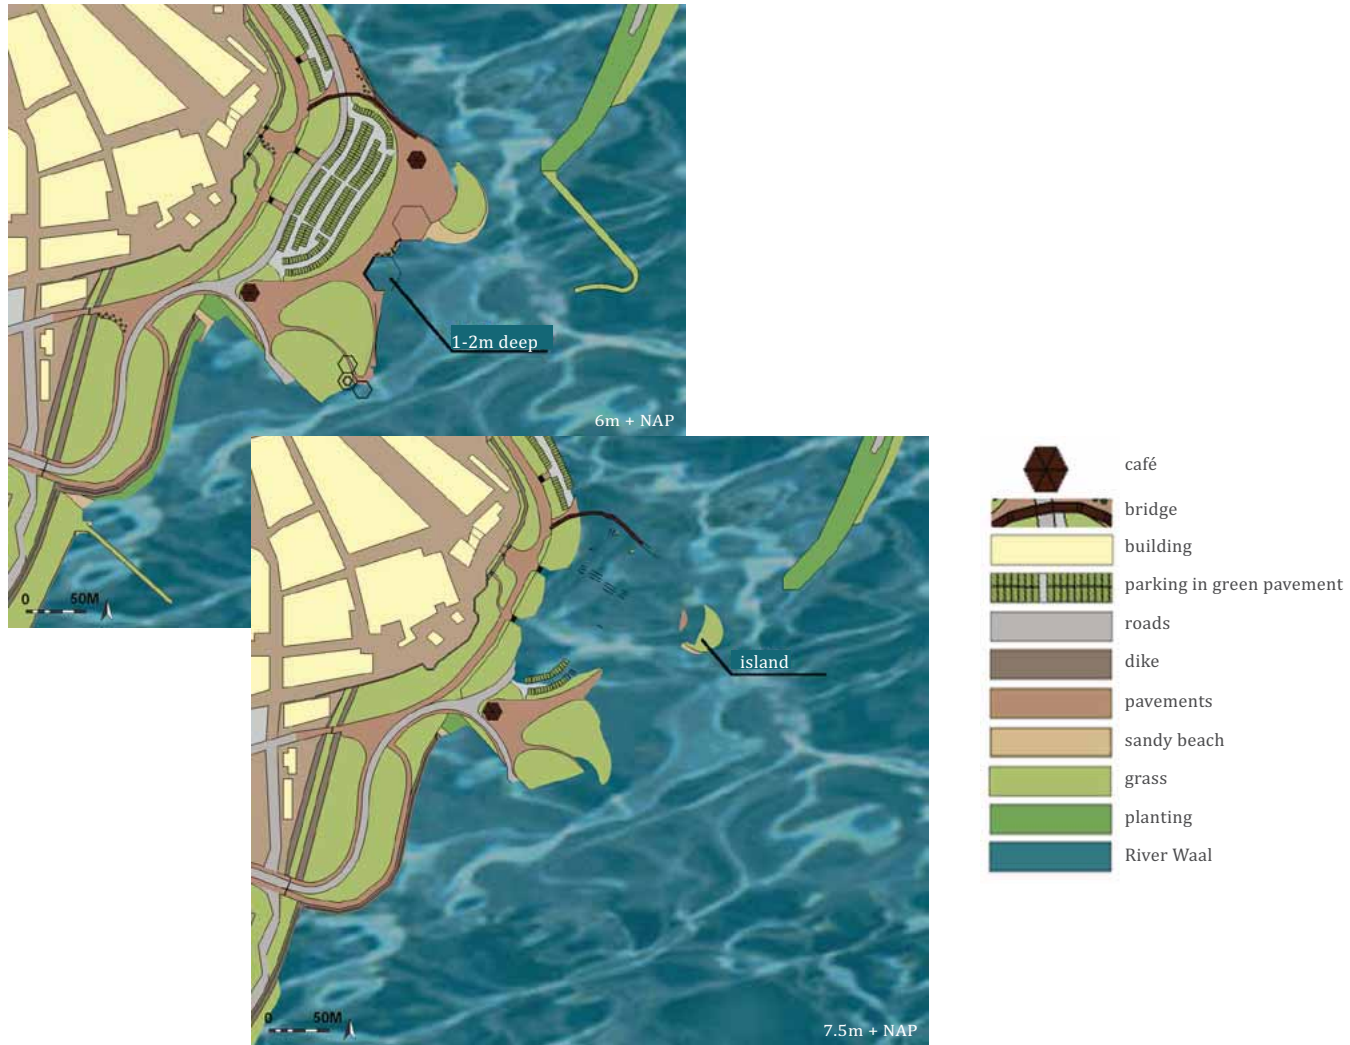 1-2m deep
6m + NAP
0 50M
island
0 50M
7.5m + NAP
café
bridge
building
parking in green pavement
roads
dike
pavements
sandy beach
grass
planting
River Waal